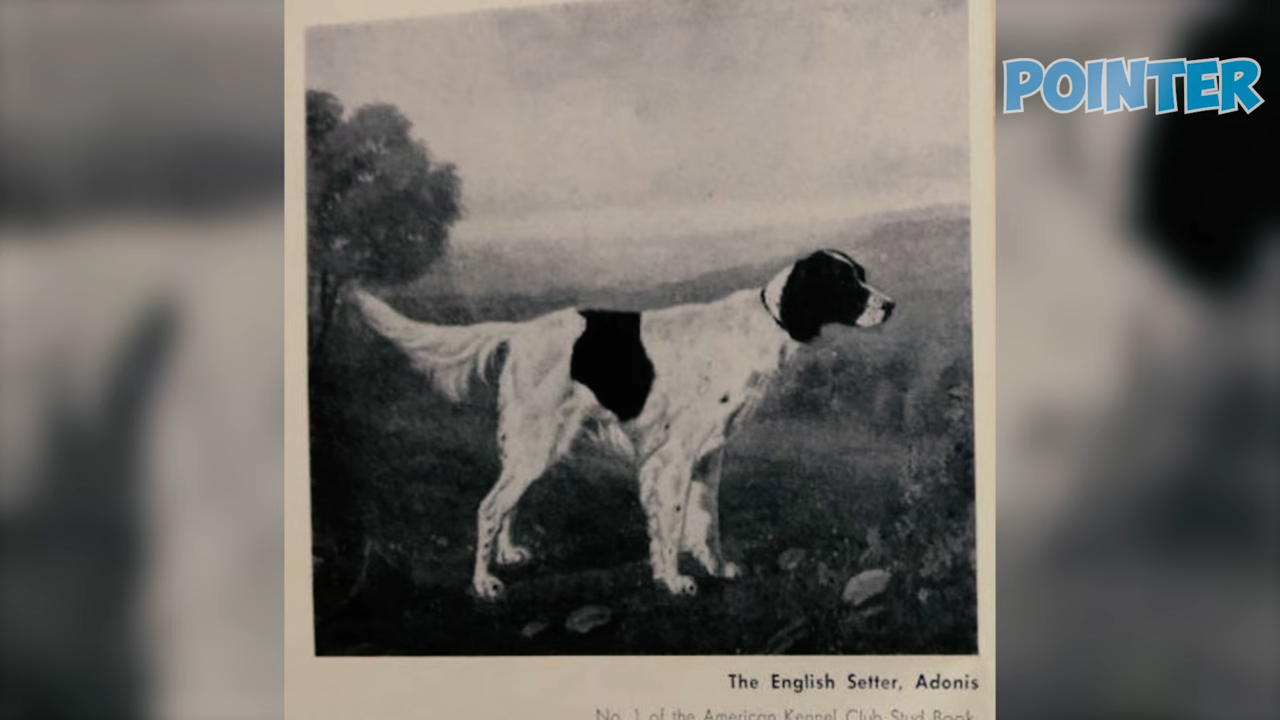 POINTER
The English Setter, Adonis
No. 1 of the American Kennel Club Stud Book